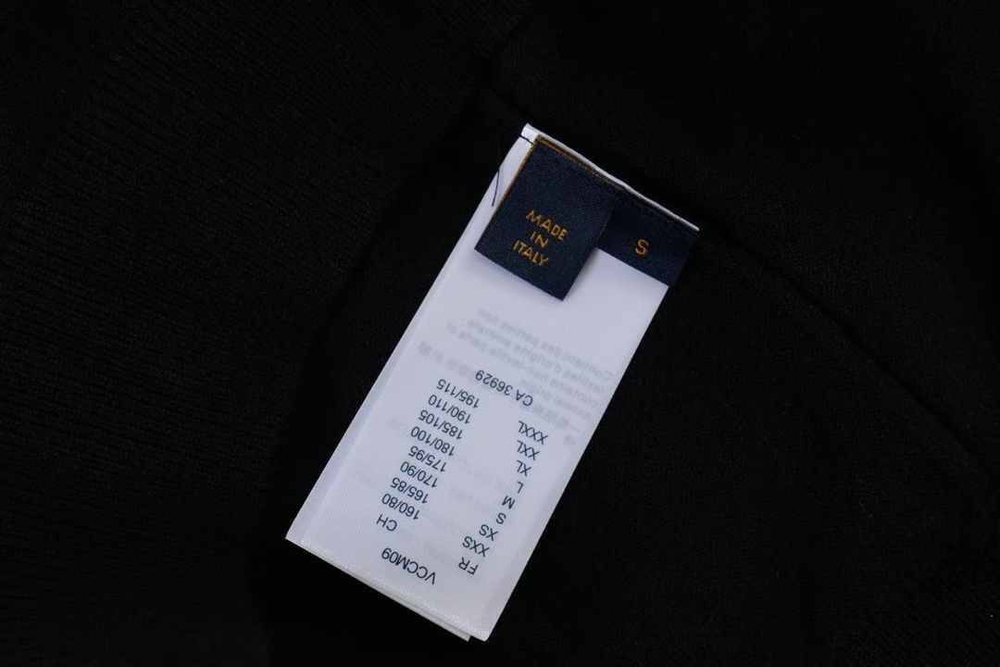 MADE
IN
ITALY
S
VCCM09
FR CH
XXS 160/80
XS 165/85
S 170/90
M 175/95
L 180/100
XL 185/105
XXL 190/110
XXXL 195/115
CA 36929